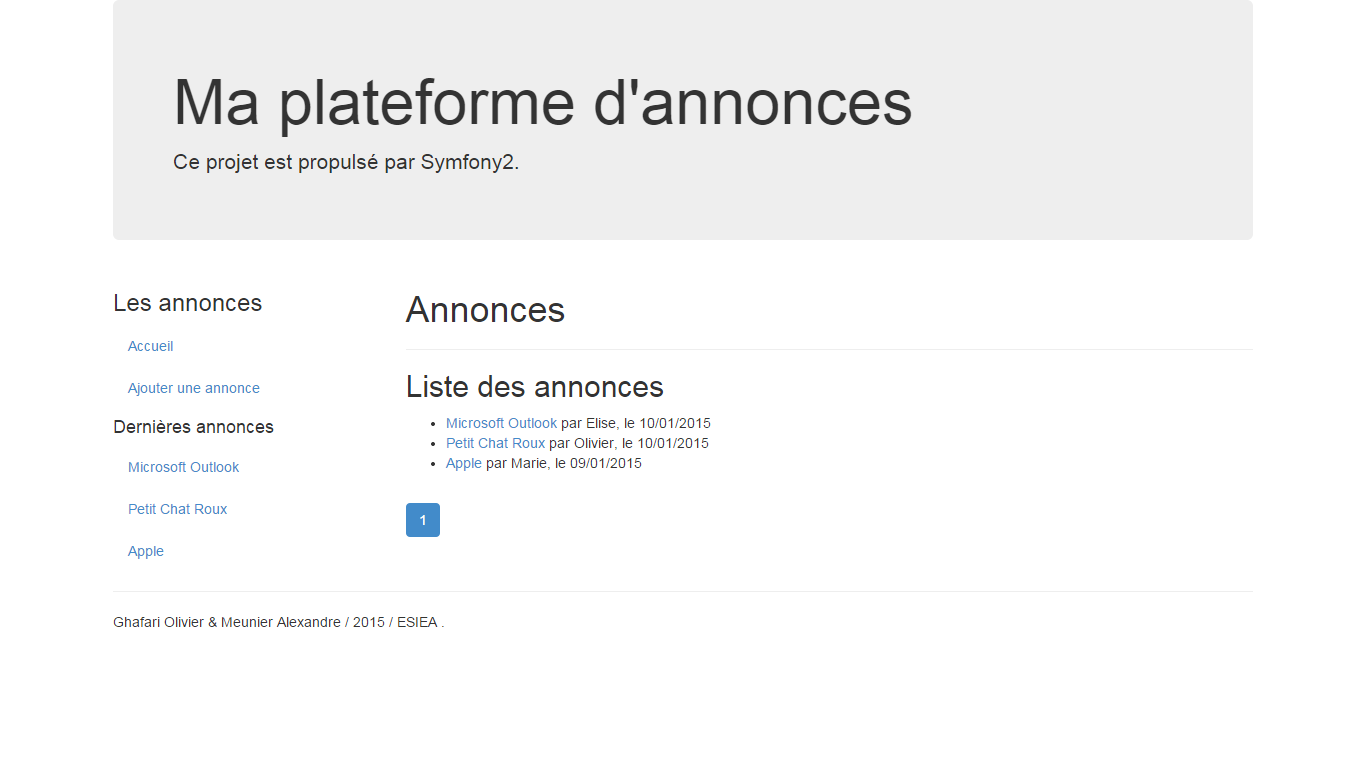 Ma plateforme d'annonces
Ce projet est propulsé par Symfony2.
Les annonces
Accueil
Ajouter une annonce
Dernières annonces
Microsoft Outlook
Petit Chat Roux
Apple
Annonces
Liste des annonces
Microsoft Outlook par Elise, le 10/01/2015
Petit Chat Roux par Olivier, le 10/01/2015
Apple par Marie, le 09/01/2015
1
Ghafari Olivier & Meunier Alexandre / 2015 / ESIEA .